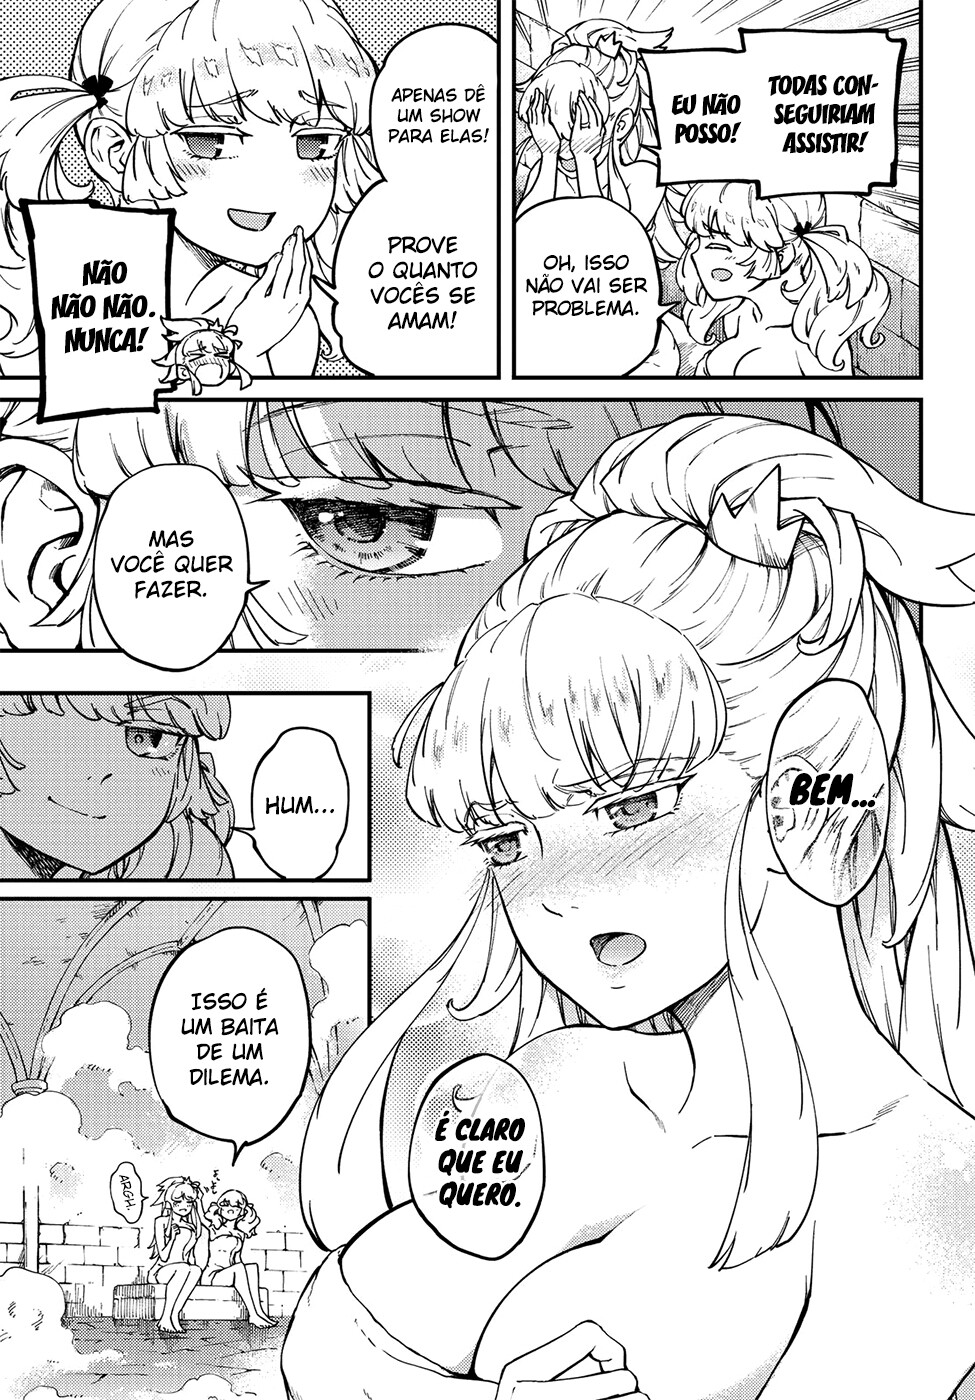 TODAS CON-
SEGUIRIAM
ASSISTIR!
EU NÃO
POSSO!
OH, ISSO
NÃO VAI SER
PROBLEMA.
APENAS DÊ
UM SHOW
PARA ELAS!
PROVE
O QUANTO
VOCÊS SE
AMAM!
NÃO
NÃO NÃO.
NUNCA!
MAS
VOCÊ QUER
FAZER.
BEM...
É CLARO
QUE EU
QUERO.
HUM...
ISSO É
UM BAITA
DE UM
DILEMA.
ARGH.